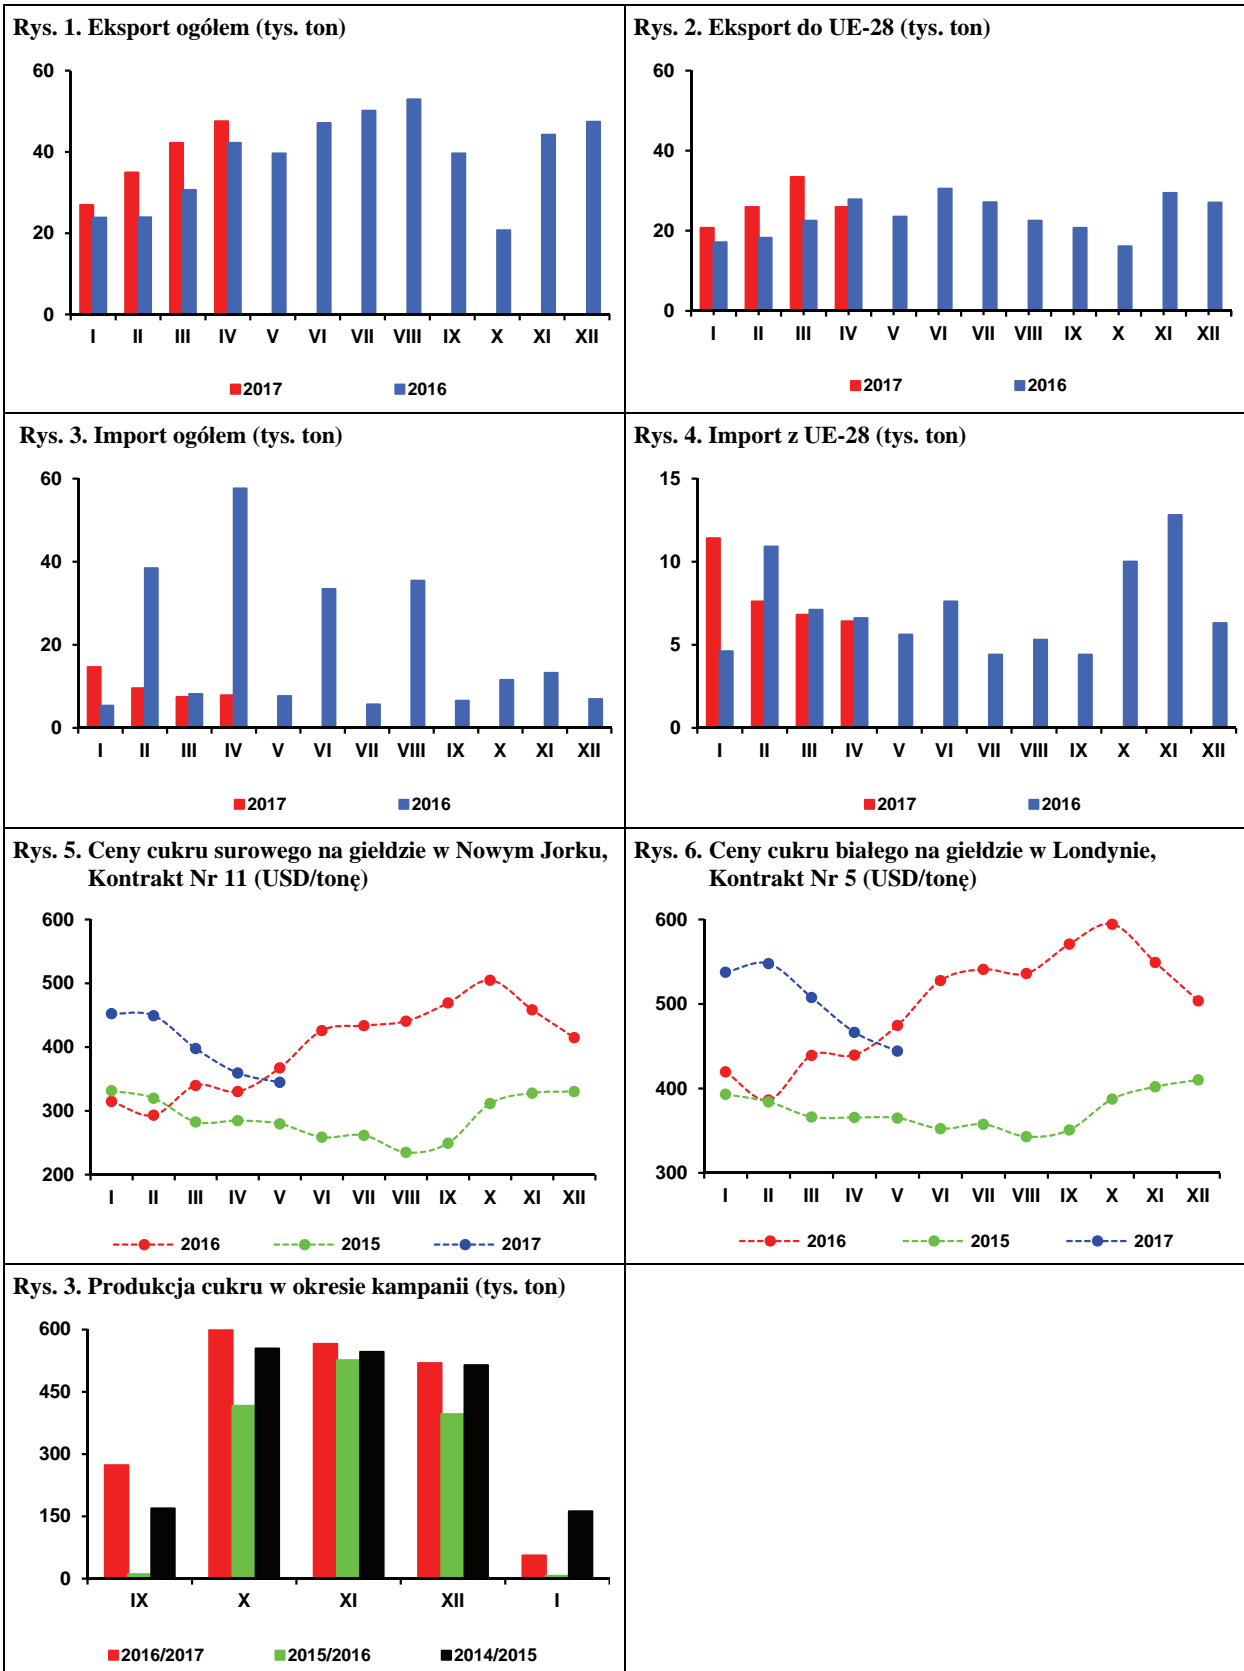 Rys. 1. Eksport ogółem (tys. ton)
60
40
20
0
I II III IV V VI VII VIII IX X XI XII
2017 2016
Rys. 2. Eksport do UE-28 (tys. ton)
60
40
20
0
I II III IV V VI VII VIII IX X XI XII
2017 2016
Rys. 3. Import ogółem (tys. ton)
60
40
20
0
I II III IV V VI VII VIII IX X XI XII
2017 2016
Rys. 4. Import z UE-28 (tys. ton)
15
10
5
0
I II III IV V VI VII VIII IX X XI XII
2017 2016
Rys. 5. Ceny cukru surowego na giełdzie w Nowym Jorku,
Kontrakt Nr 11 (USD/tonę)
600
500
400
300
200
I II III IV V VI VII VIII IX X XI XII
2016 2015 2017
Rys. 6. Ceny cukru białego na giełdzie w Londynie,
Kontrakt Nr 5 (USD/tonę)
600
500
400
300
I II III IV V VI VII VIII IX X XI XII
2016 2015 2017
Rys. 3. Produkcja cukru w okresie kampanii (tys. ton)
600
450
300
150
0
IX X XI XII I
2016/2017 2015/2016 2014/2015